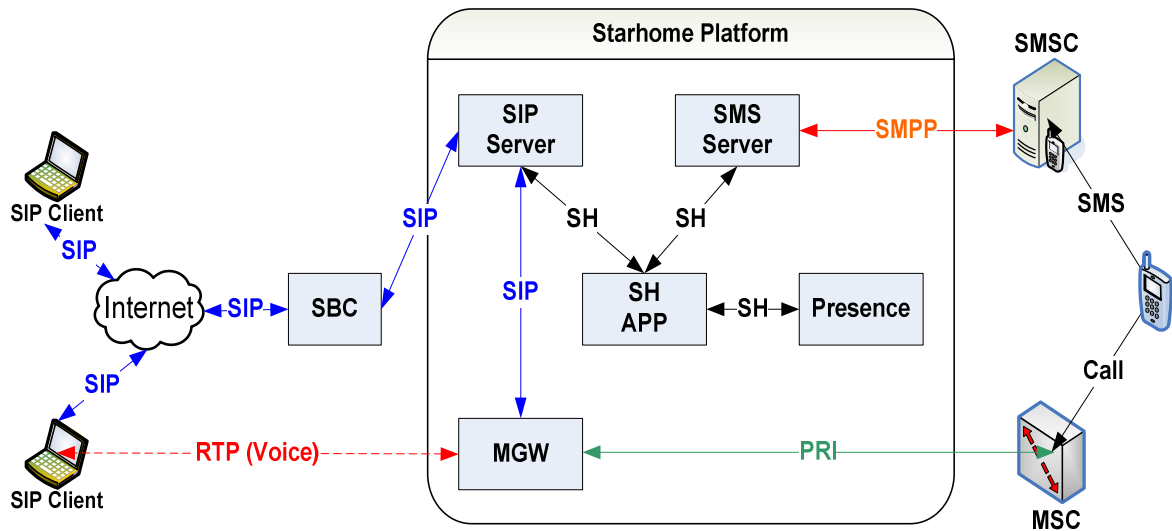 Starhome Platform
SMSC
SIP
Server
SMS
Server
SMPP
SIP Client
SIP
SIP
SH
SH
SMS
Internet
SIP
SBC
SIP
SH
APP
SH
Presence
SIP
Call
RTP (Voice)
MGW
PRI
SIP Client
MSC